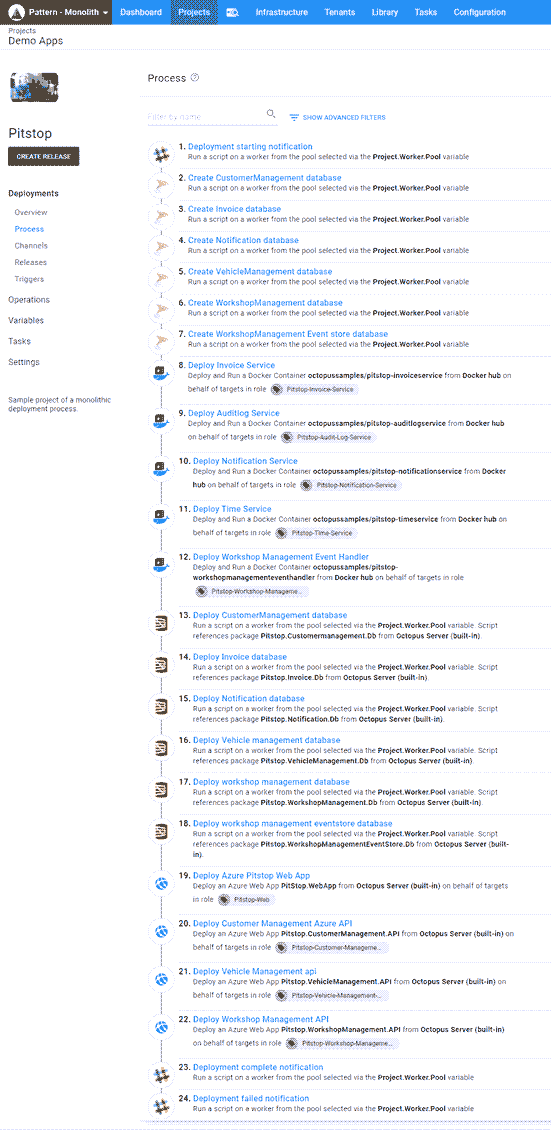 Pattern - Monolith
Dashboard
Projects
Infrastructure
Tenants
Library
Tasks
Configuration
Projects
Demo Apps
Pitstop
CREATE RELEASE
Deployments
Overview
Process
Channels
Releases
Triggers
Operations
Variables
Tasks
Settings
Sample project of a monolithic
deployment process.
Process
Filter by name
SHOW ADVANCED FILTERS
1. Deployment starting notification
Run a script on a worker from the pool selected via the Project.Worker.Pool variable
2. Create CustomerManagement database
Run a script on a worker from the pool selected via the Project.Worker.Pool variable
3. Create Invoice database
Run a script on a worker from the pool selected via the Project.Worker.Pool variable
4. Create Notification database
Run a script on a worker from the pool selected via the Project.Worker.Pool variable
5. Create VehicleManagement database
Run a script on a worker from the pool selected via the Project.Worker.Pool variable
6. Create WorkshopManagement database
Run a script on a worker from the pool selected via the Project.Worker.Pool variable
7. Create WorkshopManagement Event store database
Run a script on a worker from the pool selected via the Project.Worker.Pool variable
8. Deploy Invoice Service
Deploy and Run a Docker Container octopussamples/pitstop-invoiceservice from Docker hub on
behalf of targets in role Pitstop-Invoice-Service
9. Deploy Auditlog Service
Deploy and Run a Docker Container octopussamples/pitstop-auditlogservice from Docker hub
on behalf of targets in role Pitstop-Audit-Log-Service
10. Deploy Notification Service
Deploy and Run a Docker Container octopussamples/pitstop-notificationservice from Docker
hub on behalf of targets in role Pitstop-Notification-Service
11. Deploy Time Service
Deploy and Run a Docker Container octopussamples/pitstop-timeservice from Docker hub on
behalf of targets in role Pitstop-Time-Service
12. Deploy Workshop Management Event Handler
Deploy and Run a Docker Container octopussamples/pitstop-
workshopmanagementeventhandler from Docker hub on behalf of targets in role
Pitstop-Workshop-Manageme...
13. Deploy CustomerManagement database
Run a script on a worker from the pool selected via the Project.Worker.Pool variable. Script
references package Pitstop.Customermanagement.Db from Octopus Server (built-in).
14. Deploy Invoice database
Run a script on a worker from the pool selected via the Project.Worker.Pool variable. Script
references package Pitstop.Invoice.Db from Octopus Server (built-in).
15. Deploy Notification database
Run a script on a worker from the pool selected via the Project.Worker.Pool variable. Script
references package Pitstop.Notification.Db from Octopus Server (built-in).
16. Deploy Vehicle management database
Run a script on a worker from the pool selected via the Project.Worker.Pool variable. Script
references package Pitstop.VehicleManagement.Db from Octopus Server (built-in).
17. Deploy workshop management database
Run a script on a worker from the pool selected via the Project.Worker.Pool variable. Script
references package Pitstop.WorkshopManagement.Db from Octopus Server (built-in).
18. Deploy workshop management eventstore database
Run a script on a worker from the pool selected via the Project.Worker.Pool variable. Script
references package Pitstop.WorkshopManagementEventStore.Db from Octopus Server (built-
in).
19. Deploy Azure Pitstop Web App
Deploy an Azure Web App PitStop.WebApp from Octopus Server (built-in) on behalf of targets
in role Pitstop-Web
20. Deploy Customer Management Azure API
Deploy an Azure Web App Pitstop.CustomerManagement.API from Octopus Server (built-in) on
behalf of targets in role Pitstop-Customer-Manageme...
21. Deploy Vehicle Management api
Deploy an Azure Web App Pitstop.VehicleManagement.API from Octopus Server (built-in) on
behalf of targets in role Pitstop-Vehicle-Management-...
22. Deploy Workshop Management API
Deploy an Azure Web App Pitstop.WorkshopManagement.API from Octopus Server (built-in)
on behalf of targets in role Pitstop-Workshop-Manageme...
23. Deployment complete notification
Run a script on a worker from the pool selected via the Project.Worker.Pool variable
24. Deployment failed notification
Run a script on a worker from the pool selected via the Project.Worker.Pool variable